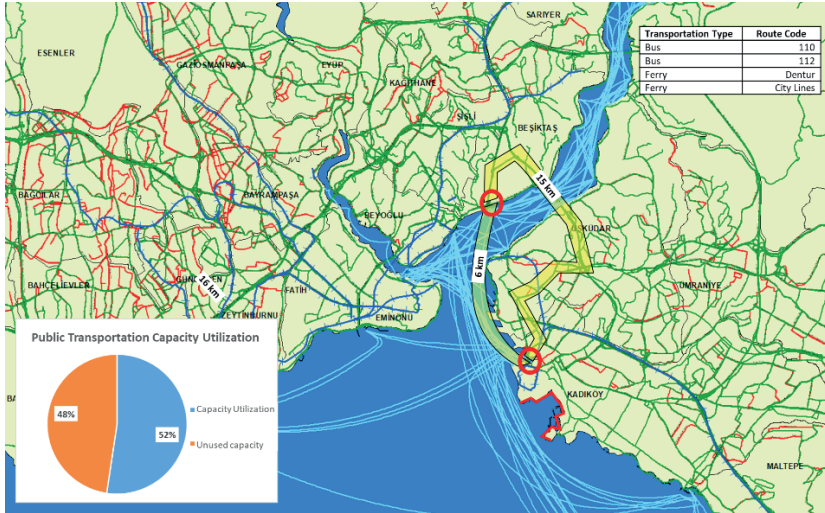 SARIYER
ESENLER
GAZİOSMANPAŞA
EYÜP
KAĞITHANE
ŞİŞLİ
BEŞİKTAŞ
Transportation Type Route Code
Bus 110
Bus 112
Ferry Dentur
Ferry City Lines
15 km
BAĞCILAR
BAYRAMPAŞA
BEYOĞLU
6 km
BAHÇELİEVLER
16 km
FATİH
ZEYTİNBURNU
EMİNÖNÜ
ÜMRANİYE
KADIKÖY
MALTEPE
Public Transportation Capacity Utilization
48%
52%
Capacity Utilization
Unused capacity